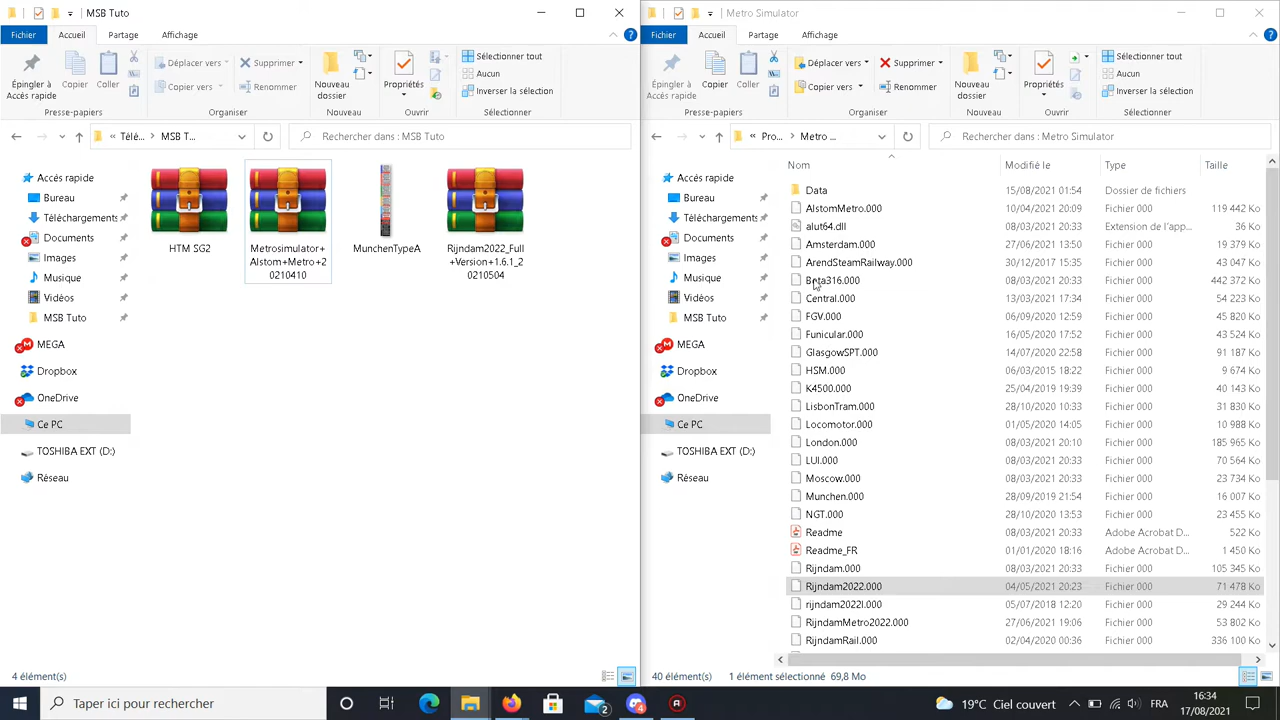 MSB Tuto
Fichier Accueil Partage Affichage
Épingler à Accès rapide
Copier
Coller
Déplacer vers
Copier vers
Supprimer
Renommer
Nouveau dossier
Propriétés
Sélectionner tout
Aucun
Inverser la sélection
Presse-papiers Organiser Nouveau Ouvrir Sélectionner
« Télé... > MSB T...
Rechercher dans : MSB Tuto
Accès rapide
Bureau
Téléchargements
Documents
Images
Musique
Vidéos
MSB Tuto
MEGA
Dropbox
OneDrive
Ce PC
TOSHIBA EXT (D:)
Réseau
HTM SG2
Metrosimulator+
Alstom+Metro+2
0210410
MunchenTypeA
Rijndam2022_Full
+Version+1.6.1_2
0210504
4 élément(s)
Metro Simulator
Fichier Accueil Partage Affichage
Épingler à Accès rapide
Copier
Coller
Déplacer vers
Copier vers
Supprimer
Renommer
Nouveau dossier
Propriétés
Sélectionner tout
Aucun
Inverser la sélection
Presse-papiers Organiser Nouveau Ouvrir Sélectionner
« Pro... > Metro ...
Rechercher dans : Metro Simulator
Accès rapide
Bureau
Téléchargements
Documents
Images
Musique
Vidéos
MSB Tuto
MEGA
Dropbox
OneDrive
Ce PC
TOSHIBA EXT (D:)
Réseau
Nom Modifié le Type Taille
Data 15/08/2021 01:54 Dossier de fichiers
AlstomMetro.000 10/04/2021 20:09 Fichier 000 119 442 Ko
alut64.dll 08/03/2021 20:33 Extension de l'app... 36 Ko
Amsterdam.000 27/06/2021 13:50 Fichier 000 19 379 Ko
ArendSteamRailway.000 30/12/2017 15:35 Fichier 000 43 047 Ko
Beta316.000 08/03/2021 20:33 Fichier 000 442 372 Ko
Central.000 13/03/2021 17:34 Fichier 000 54 223 Ko
FGV.000 06/09/2020 12:59 Fichier 000 45 820 Ko
Funicular.000 16/05/2020 17:52 Fichier 000 43 524 Ko
GlasgowSPT.000 14/07/2020 22:58 Fichier 000 91 187 Ko
HSM.000 06/03/2015 18:22 Fichier 000 9 674 Ko
K4500.000 25/04/2019 19:39 Fichier 000 40 143 Ko
LisbonTram.000 28/10/2020 10:33 Fichier 000 31 830 Ko
Locomotor.000 01/05/2020 14:05 Fichier 000 10 988 Ko
London.000 08/03/2021 20:10 Fichier 000 185 965 Ko
LUI.000 08/03/2021 20:33 Fichier 000 70 564 Ko
Moscow.000 08/03/2021 20:33 Fichier 000 23 734 Ko
Munchen.000 28/09/2019 21:54 Fichier 000 16 007 Ko
NGT.000 28/10/2020 13:53 Fichier 000 23 455 Ko
Readme 08/03/2021 20:33 Adobe Acrobat D... 522 Ko
Readme_FR 01/01/2020 18:16 Adobe Acrobat D... 1 450 Ko
Rijndam.000 08/03/2021 20:33 Fichier 000 105 345 Ko
Rijndam2022.000 04/05/2021 20:23 Fichier 000 71 478 Ko
rijndam2022l.000 05/07/2018 12:20 Fichier 000 29 244 Ko
RijndamMetro2022.000 27/06/2021 19:06 Fichier 000 53 802 Ko
RijndamRail.000 02/04/2020 00:36 Fichier 000 336 100 Ko
40 élément(s) 1 élément sélectionné 69,8 Mo
Taper ici pour rechercher
19°C Ciel couvert
FRA
16:34
17/08/2021